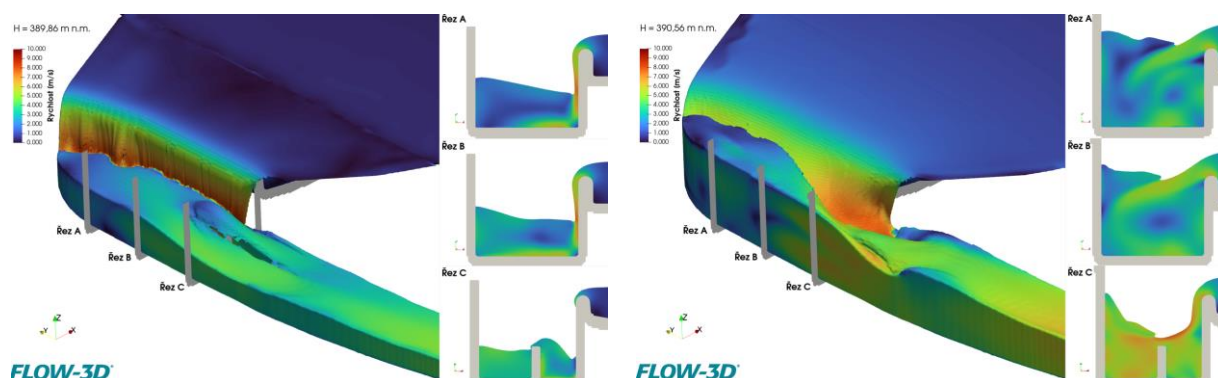 H = 389,86 m n.m.
10.000
9.000
8.000
7.000
6.000
5.000
4.000
3.000
2.000
1.000
0.000
Rychlost (m/s)
Řez A
Řez B
Řez C
Z
Y
X
FLOW-3D
Řez A
Řez B
Řez C
H = 390,56 m n.m.
10.000
9.000
8.000
7.000
6.000
5.000
4.000
3.000
2.000
1.000
0.000
Rychlost (m/s)
Řez A
Řez B
Řez C
Z
Y
X
FLOW-3D
Řez A
Řez B
Řez C